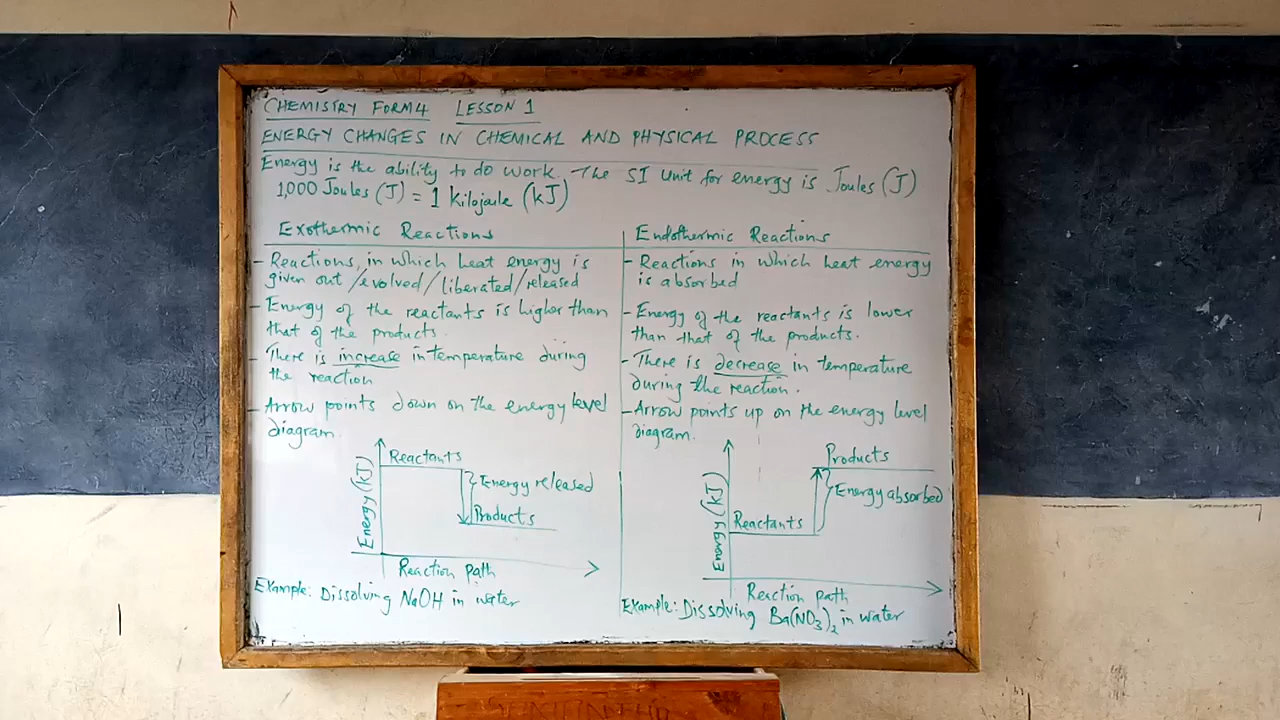 CHEMISTRY FORM 4 LESSON 1
ENERGY CHANGES IN CHEMICAL AND PHYSICAL PROCESS
Energy is the ability to do work. The SI Unit for energy is Joules (J)
1,000 Joules (J) = 1 Kilojoule (kJ)
Exothermic Reactions
- Reactions in which heat energy is
given out/evolved/liberated/released
- Energy of the reactants is higher than
that of the products.
- There is increase in temperature during
the reaction
- Arrow points down on the energy level
diagram.
Energy (kJ)
Reactants
Energy released
Products
Reaction path
Example: Dissolving NaOH in water
Endothermic Reactions
- Reactions in which heat energy
is absorbed
- Energy of the reactants is lower
than that of the products.
- There is decrease in temperature
during the reaction.
- Arrow points up on the energy level
diagram.
Energy (kJ)
Products
Energy absorbed
Reactants
Reaction path
Example: Dissolving Ba(NO₃)₂ in water